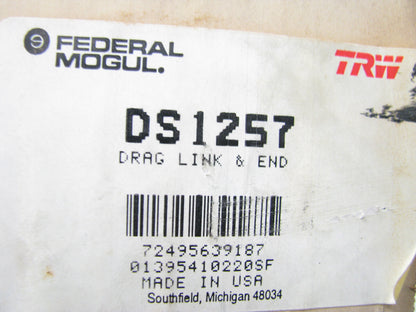 FEDERAL
MOGUL.
TRW
DS1257
DRAG LINK & END
72495639187
01395410220SF
MADE IN USA
Southfield, Michigan 48034